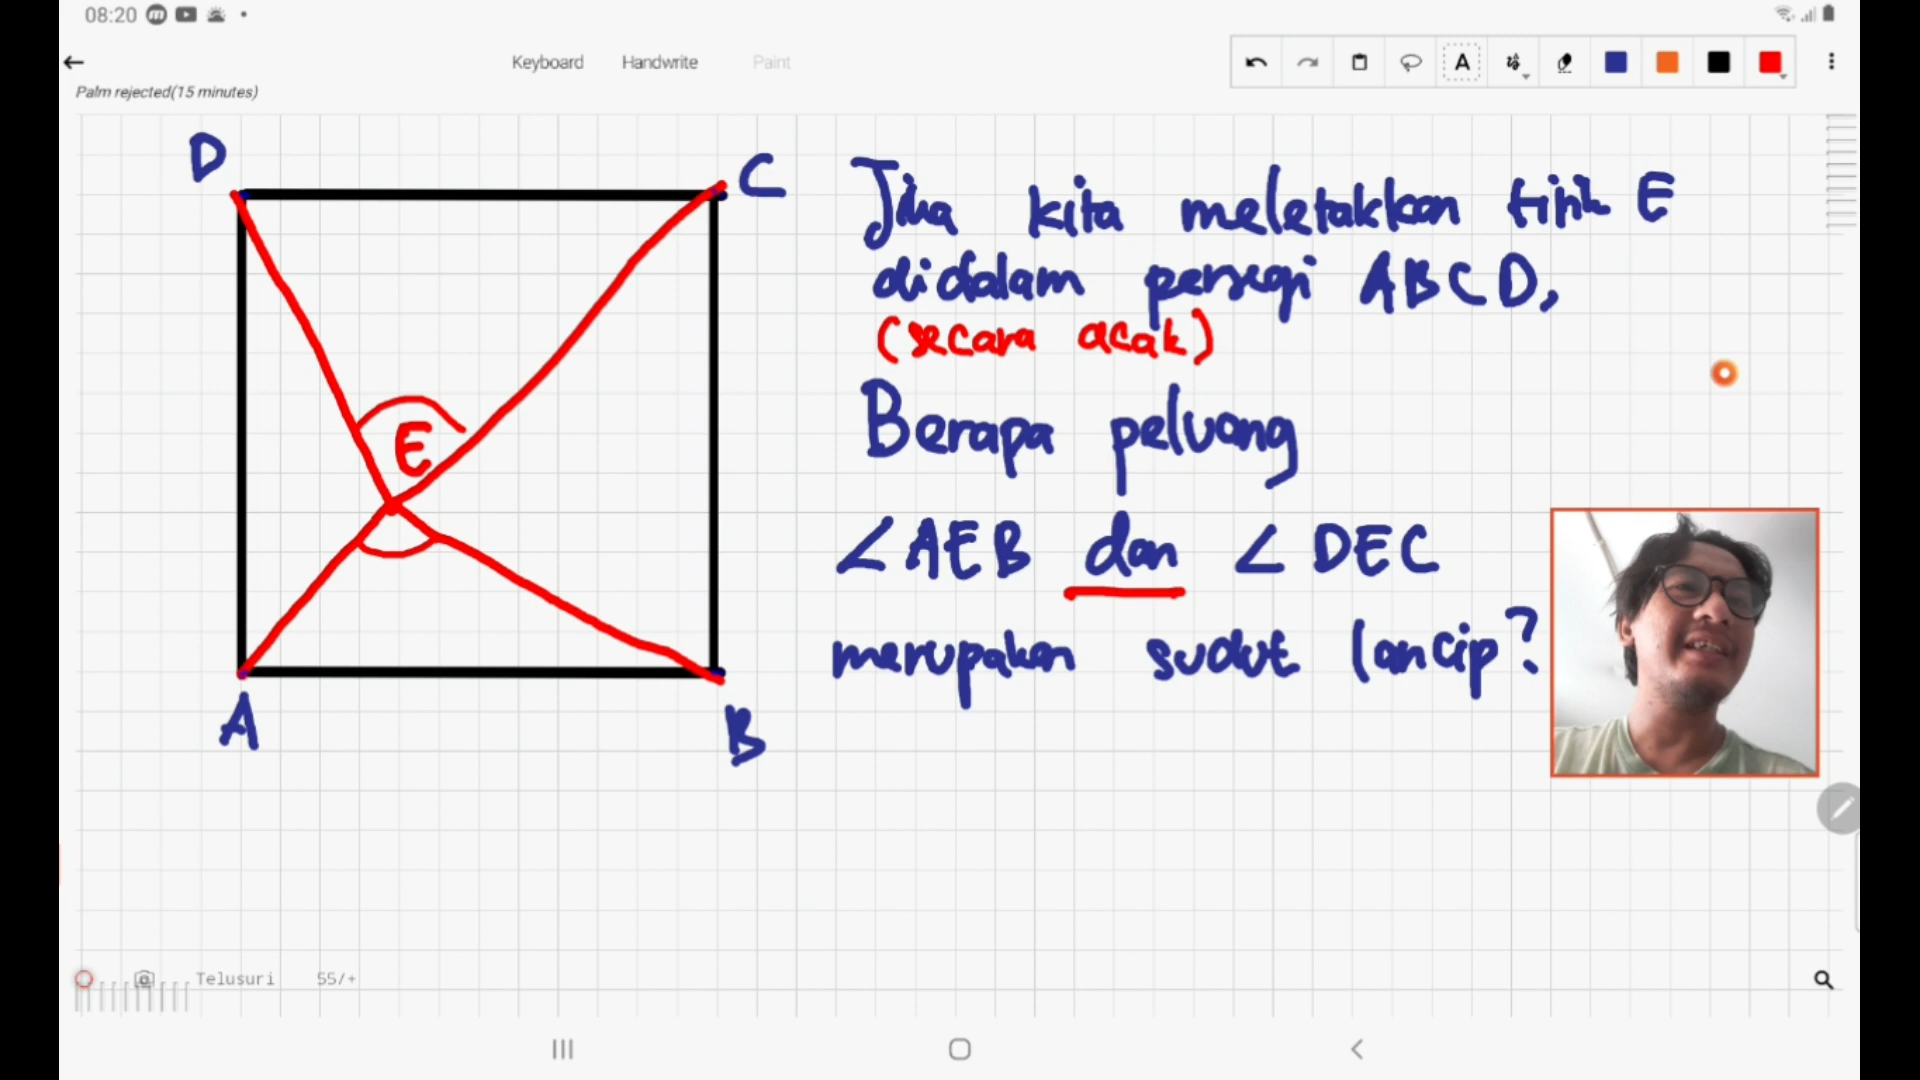 08:20
Keyboard Handwrite Paint
A
Palm rejected(15 minutes)
D
C
Jika kita meletakkan titik E
didalam persegi ABCD,
(secara acak)
E
Berapa peluang
∠AEB dan ∠DEC
merupakan sudut lancip?
A
B
Telusuri 55/+